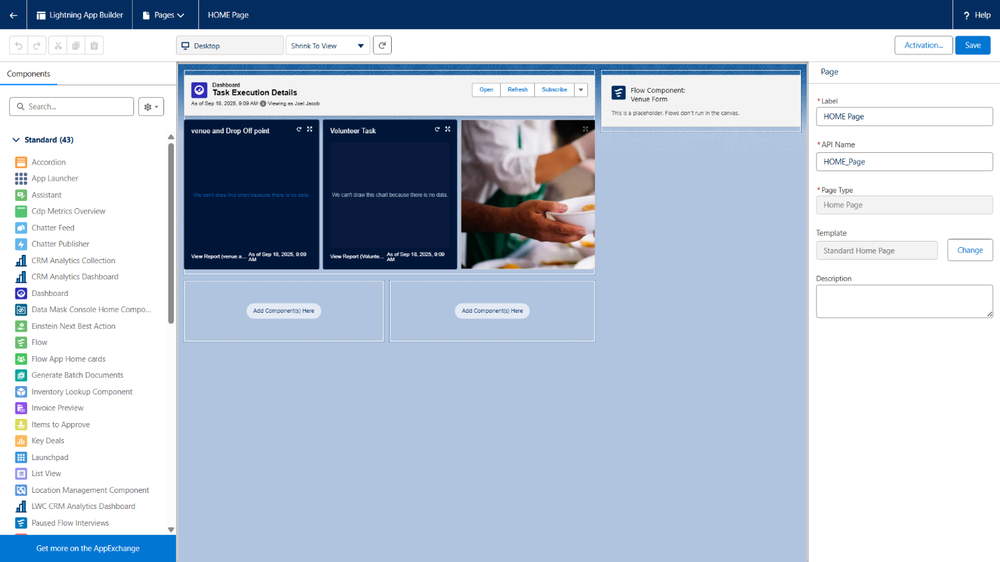 Lightning App Builder
Pages
HOME Page
? Help
Desktop
Shrink To View
Activation...
Save
Components
Search...
Standard (43)
Accordion
App Launcher
Assistant
Cdp Metrics Overview
Chatter Feed
Chatter Publisher
CRM Analytics Collection
CRM Analytics Dashboard
Dashboard
Data Mask Console Home Compo...
Einstein Next Best Action
Flow
Flow App Home cards
Generate Batch Documents
Inventory Lookup Component
Invoice Preview
Items to Approve
Key Deals
Launchpad
List View
Location Management Component
LWC CRM Analytics Dashboard
Paused Flow Interviews
Get more on the AppExchange
Dashboard
Task Execution Details
As of Sep 18, 2025, 9:09 AM·Viewing as Joel Jacob
Open
Refresh
Subscribe
venue and Drop Off point
We can't draw this chart because there is no data.
View Report (venue a...
As of Sep 18, 2025, 9:09
AM
Volunteer Task
We can't draw this chart because there is no data.
View Report (Volunte...
As of Sep 18, 2025, 9:09
AM
Add Component(s) Here
Add Component(s) Here
Flow Component:
Venue Form
This is a placeholder. Flows don't run in the canvas.
Page
*Label
HOME Page
*API Name
HOME_Page
*Page Type
Home Page
Template
Standard Home Page
Change
Description